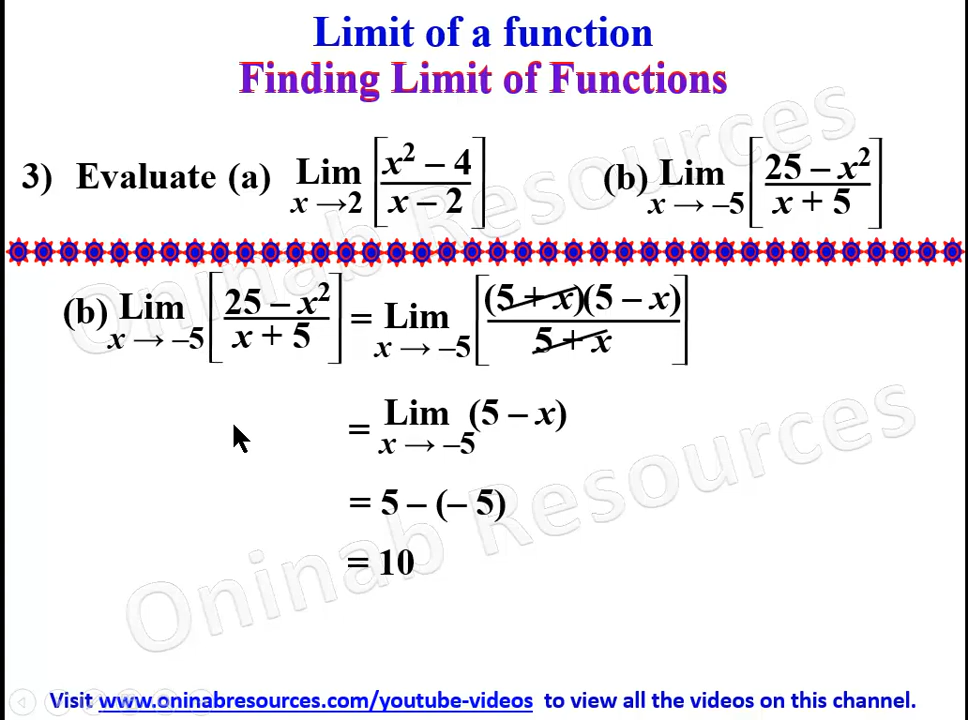 Limit of a function
Finding Limit of Functions
3) Evaluate (a) Lim x →2 [x² – 4 / x – 2] (b) Lim x → –5 [25 – x² / x + 5]
(b) Lim x → –5 [25 – x² / x + 5] = Lim x → –5 [(5 + x)(5 – x) / 5 + x]
= Lim x → –5 (5 – x)
= 5 – (– 5)
= 10
Oninab Resources
Oninab Resources
Visit www.oninabresources.com/youtube-videos to view all the videos on this channel.